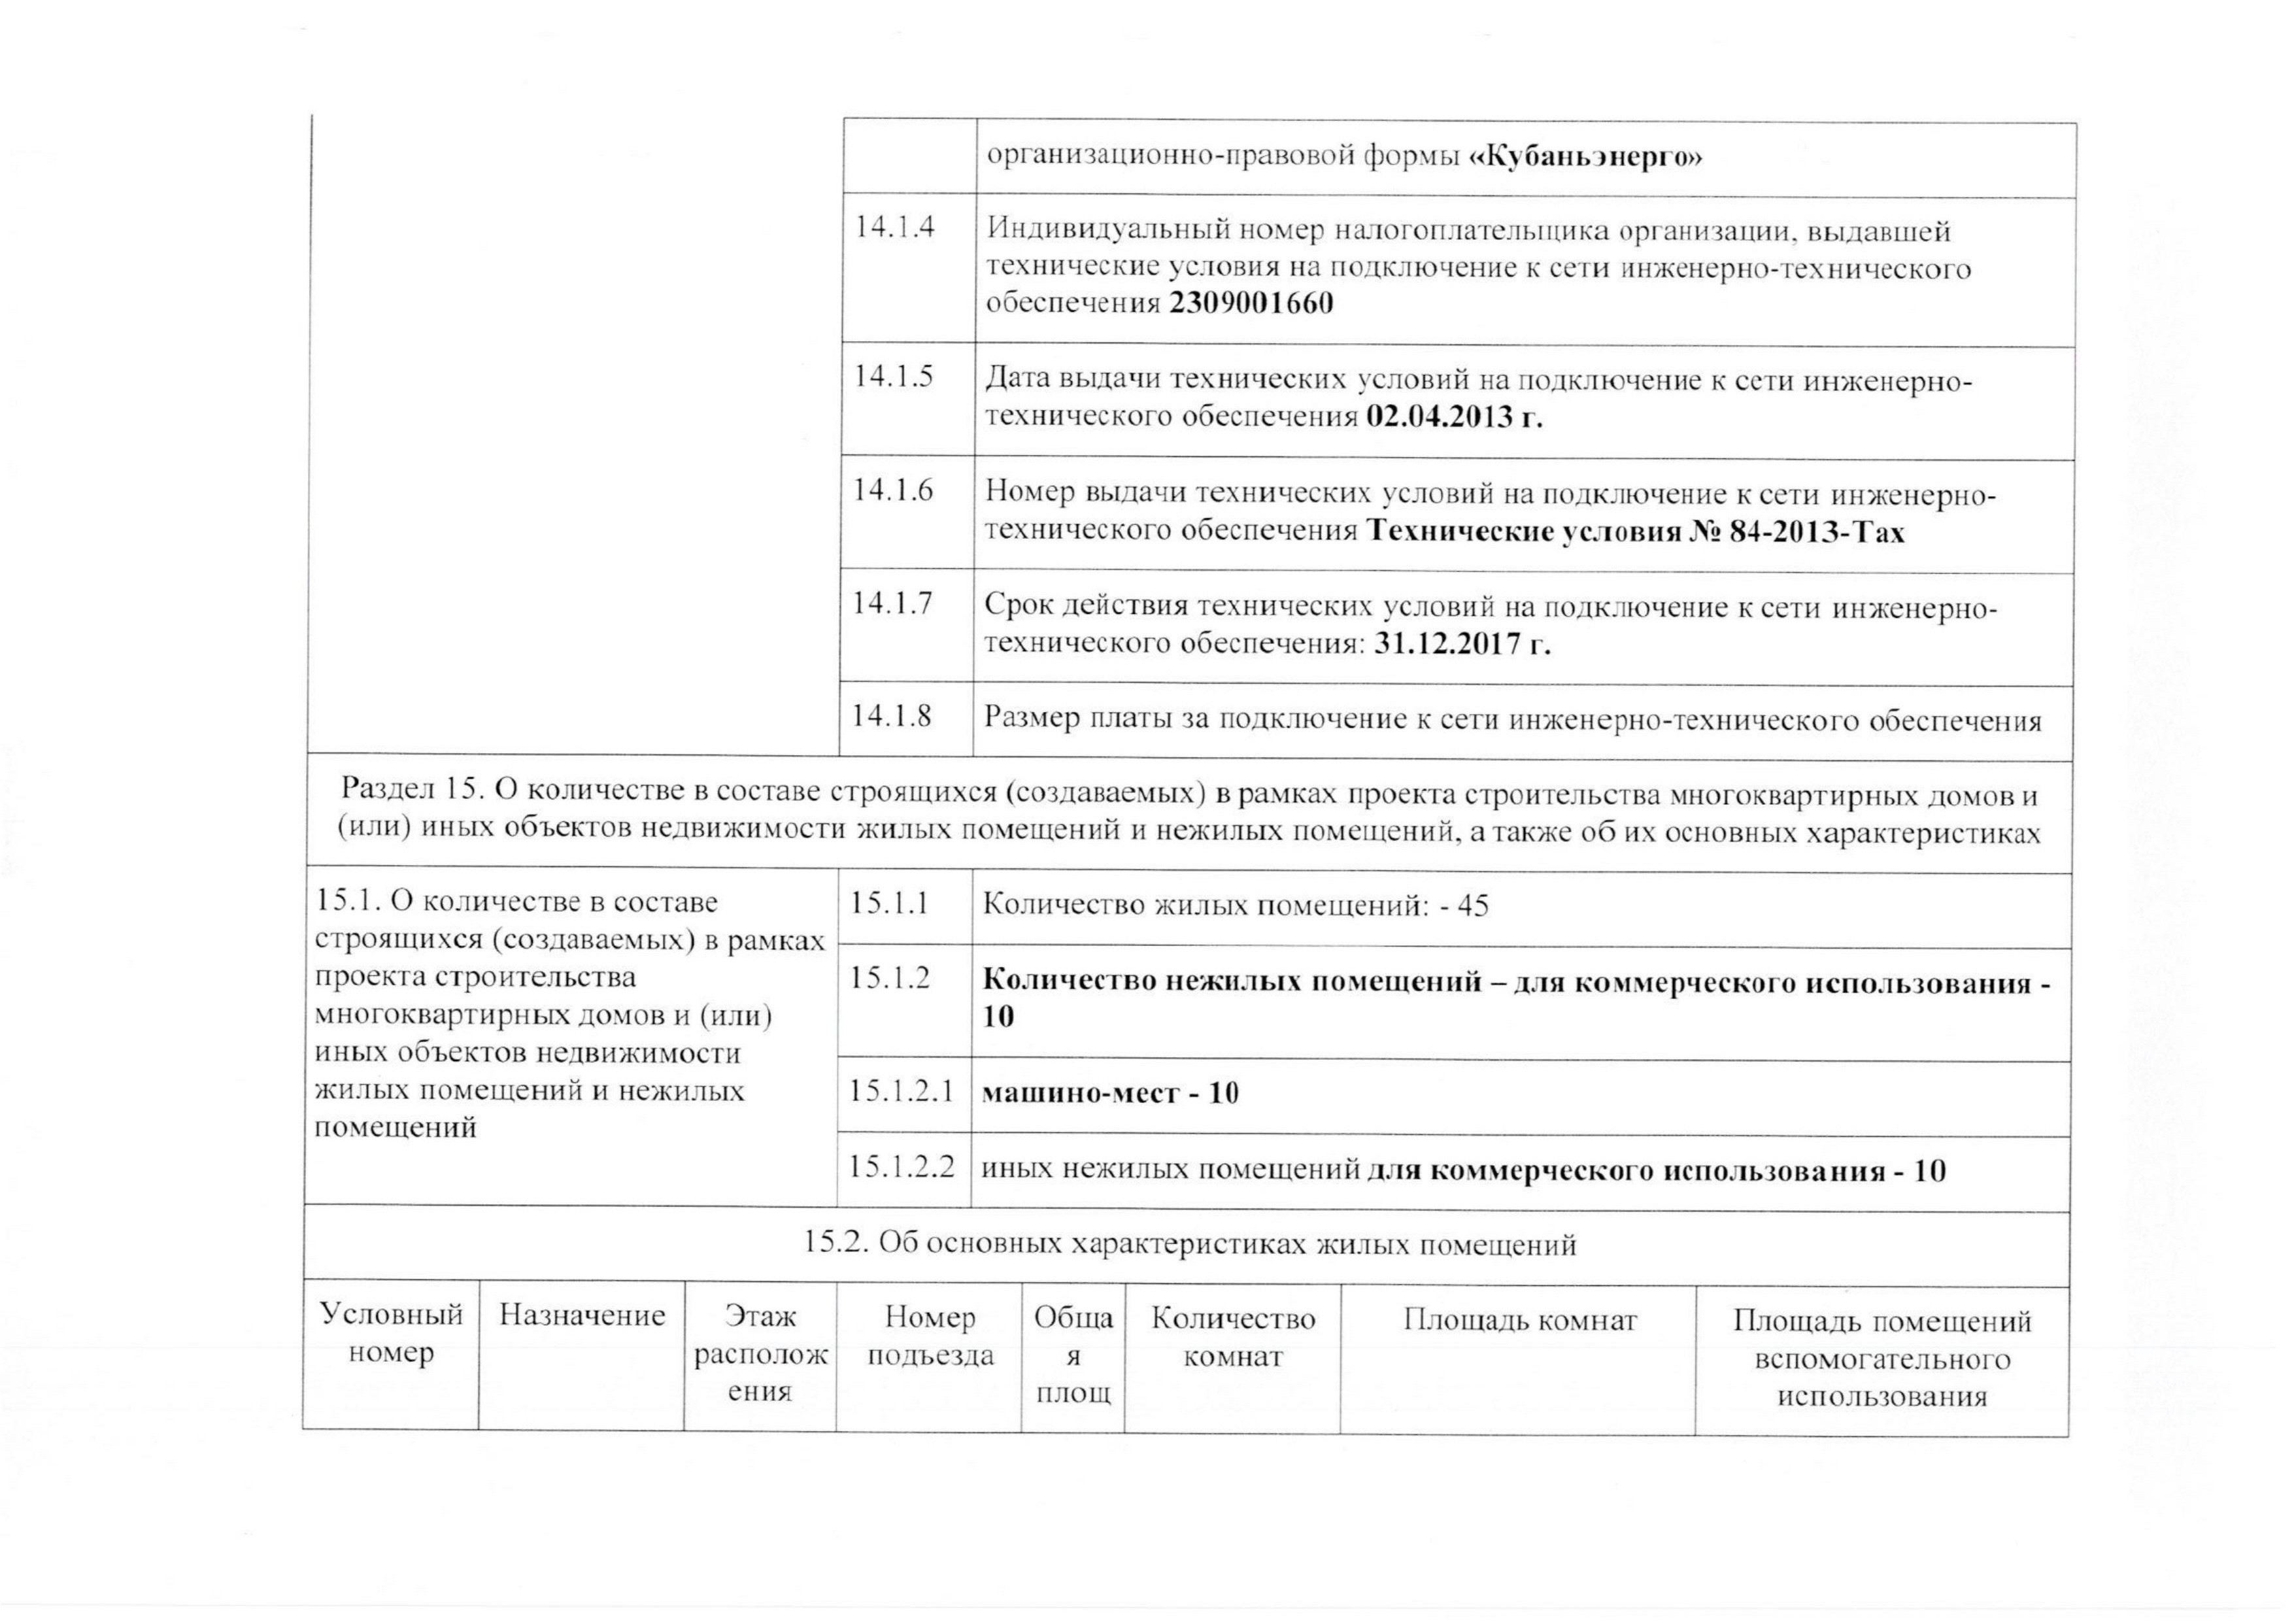 организационно-правовой формы «Кубаньэнерго»
14.1.4 Индивидуальный номер налогоплательщика организации, выдавшей
технические условия на подключение к сети инженерно-технического
обеспечения 2309001660
14.1.5 Дата выдачи технических условий на подключение к сети инженерно-
технического обеспечения 02.04.2013 г.
14.1.6 Номер выдачи технических условий на подключение к сети инженерно-
технического обеспечения Технические условия № 84-2013-Тах
14.1.7 Срок действия технических условий на подключение к сети инженерно-
технического обеспечения: 31.12.2017 г.
14.1.8 Размер платы за подключение к сети инженерно-технического обеспечения
Раздел 15. О количестве в составе строящихся (создаваемых) в рамках проекта строительства многоквартирных домов и
(или) иных объектов недвижимости жилых помещений и нежилых помещений, а также об их основных характеристиках
15.1. О количестве в составе
строящихся (создаваемых) в рамках
проекта строительства
многоквартирных домов и (или)
иных объектов недвижимости
жилых помещений и нежилых
помещений
15.1.1 Количество жилых помещений: - 45
15.1.2 Количество нежилых помещений – для коммерческого использования -
10
15.1.2.1 машино-мест - 10
15.1.2.2 иных нежилых помещений для коммерческого использования - 10
15.2. Об основных характеристиках жилых помещений
Условный
номер
Назначение
Этаж
располож
ения
Номер
подъезда
Обща
я
площ
Количество
комнат
Площадь комнат
Площадь помещений
вспомогательного
использования